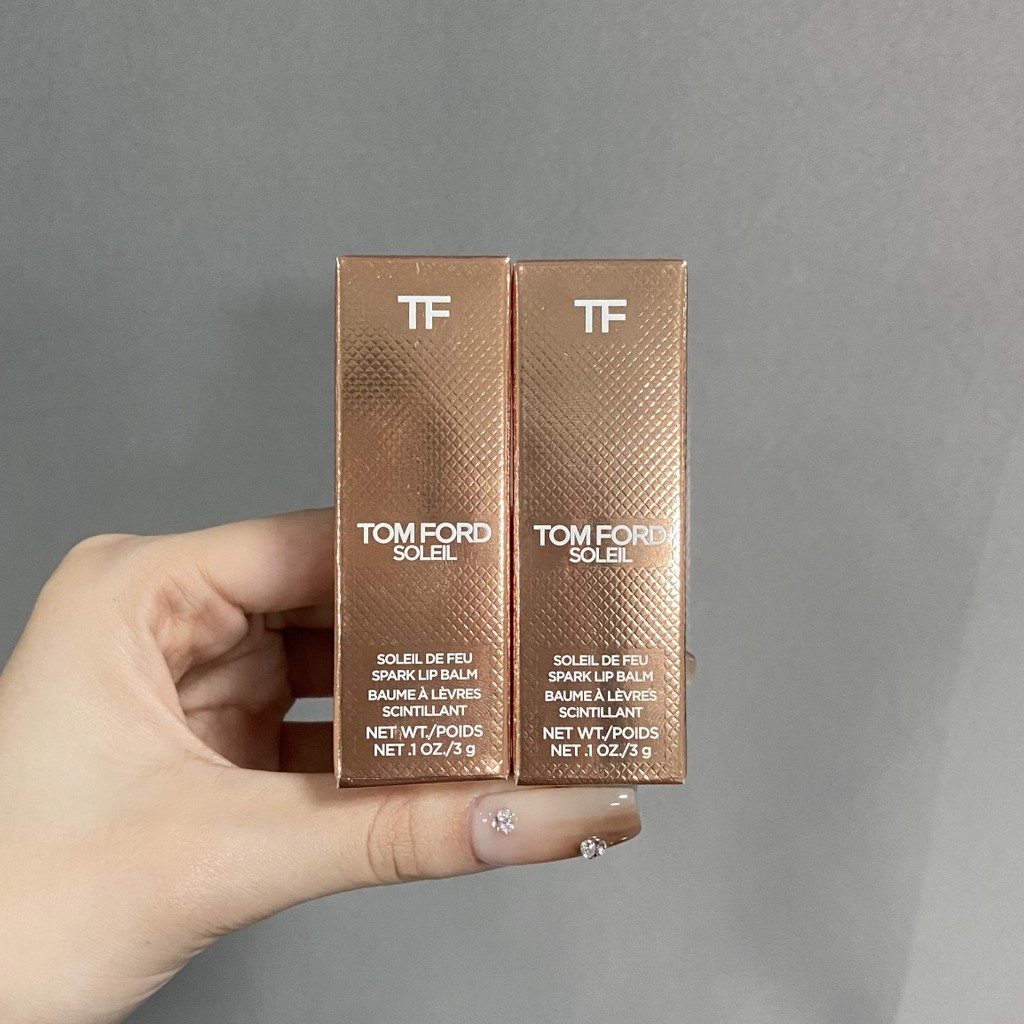 TF
TOM FORD
SOLEIL
SOLEIL DE FEU
SPARK LIP BALM
BAUME À LÈVRES
SCINTILLANT
NET WT./POIDS
NET .1 OZ./3 g
TF
TOM FORD
SOLEIL
SOLEIL DE FEU
SPARK LIP BALM
BAUME À LÈVRES
SCINTILLANT
NET WT./POIDS
NET .1 OZ./3 g